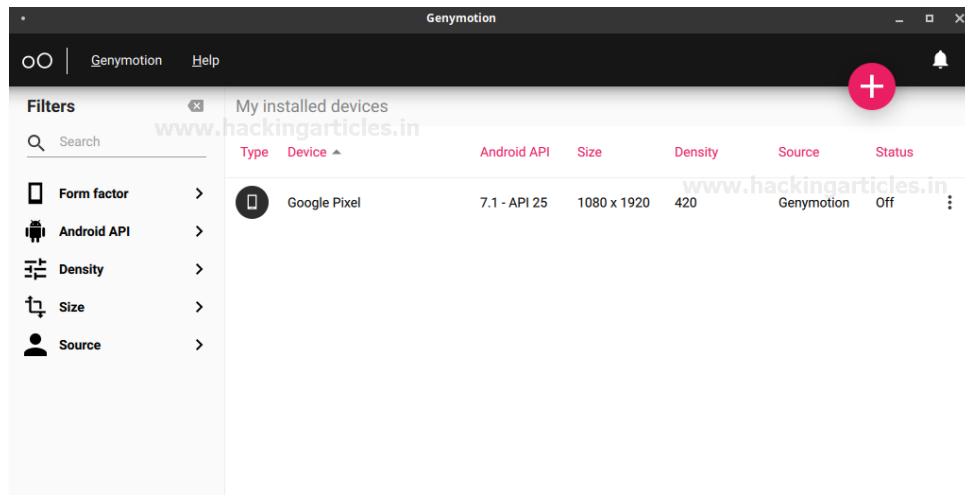 Genymotion
Genymotion Help
Filters
My installed devices
www.hackingarticles.in
Search
Type Device Android API Size Density Source Status
Form factor
www.hackingarticles.in
Google Pixel 7.1 - API 25 1080 x 1920 420 Genymotion Off
Android API
Density
Size
Source